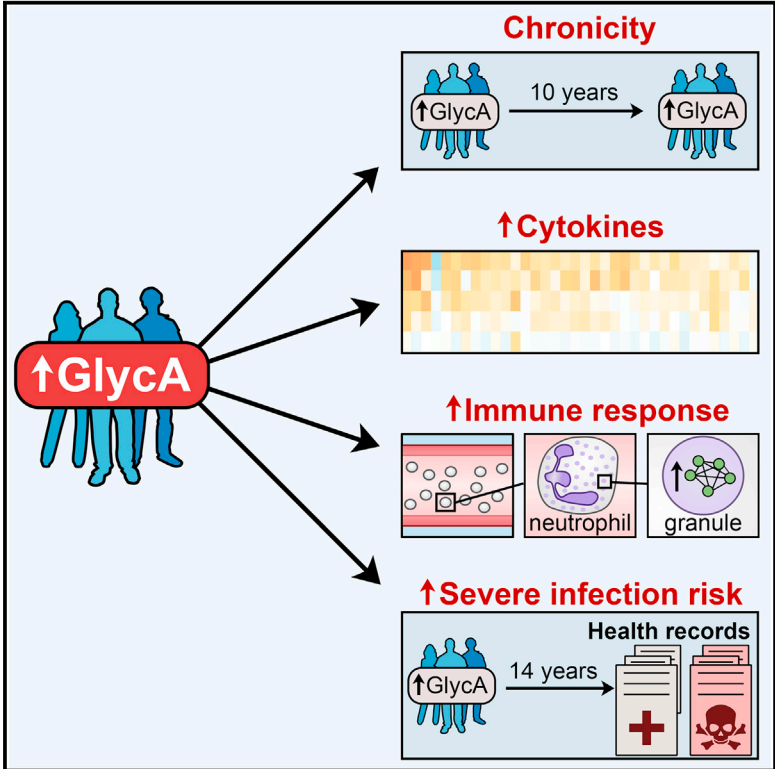 Chronicity
↑GlycA
10 years
↑GlycA
↑Cytokines
↑GlycA
↑Immune response
neutrophil
granule
↑Severe infection risk
Health records
↑GlycA
14 years